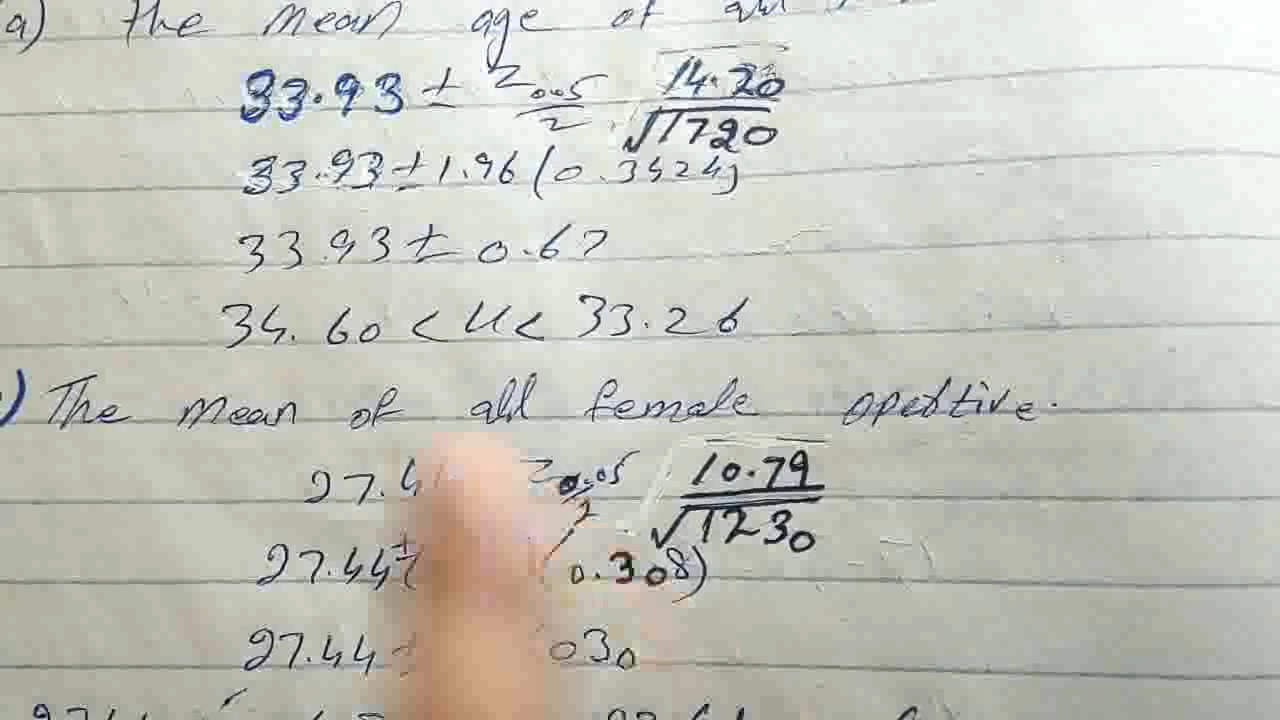 a) the mean age of all
33.93 ± Z0.05/2 14.20/√1720
33.93 ± 1.96 (0.3424)
33.93 ± 0.67
34.60 < u < 33.26
) The mean of all female opertive.
27.4 Z0.05/2 10.79/√1230
27.44 ± (0.308)
27.44 ± 030